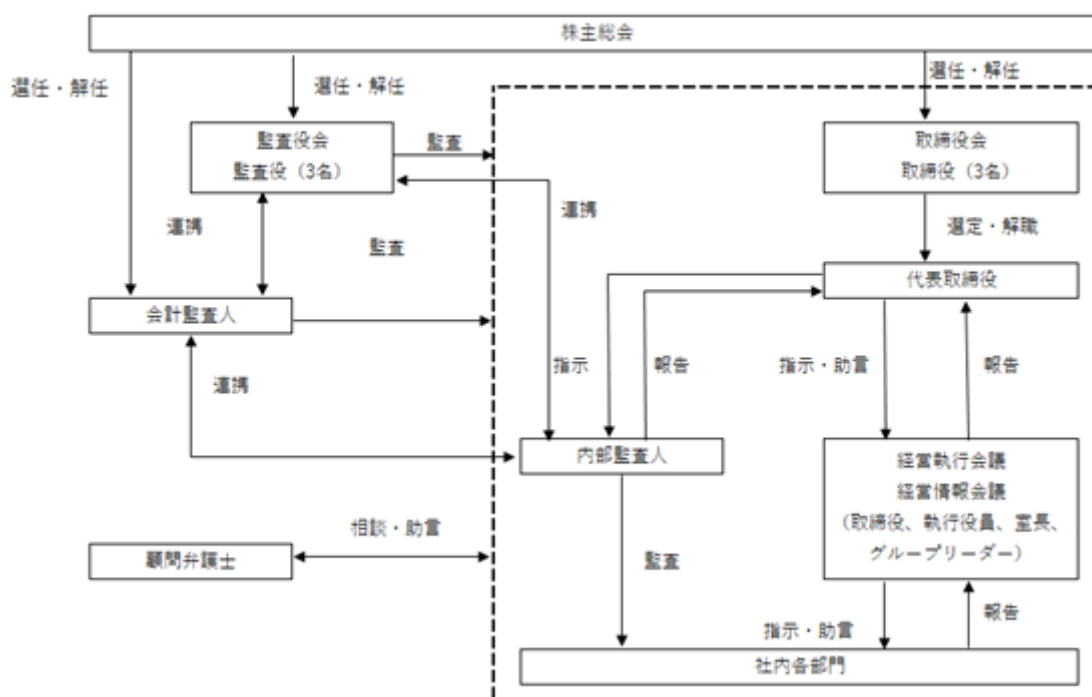 株主総会
選任・解任
選任・解任
選任・解任
監査役会
監査役（3名）
監査
取締役会
取締役（3名）
連携
監査
連携
選定・解職
代表取締役
会計監査人
連携
指示
報告
指示・助言
報告
内部監査人
経営執行会議
経営情報会議
（取締役、執行役員、室長、
グループリーダー）
相談・助言
顧問弁護士
監査
指示・助言
報告
社内各部門